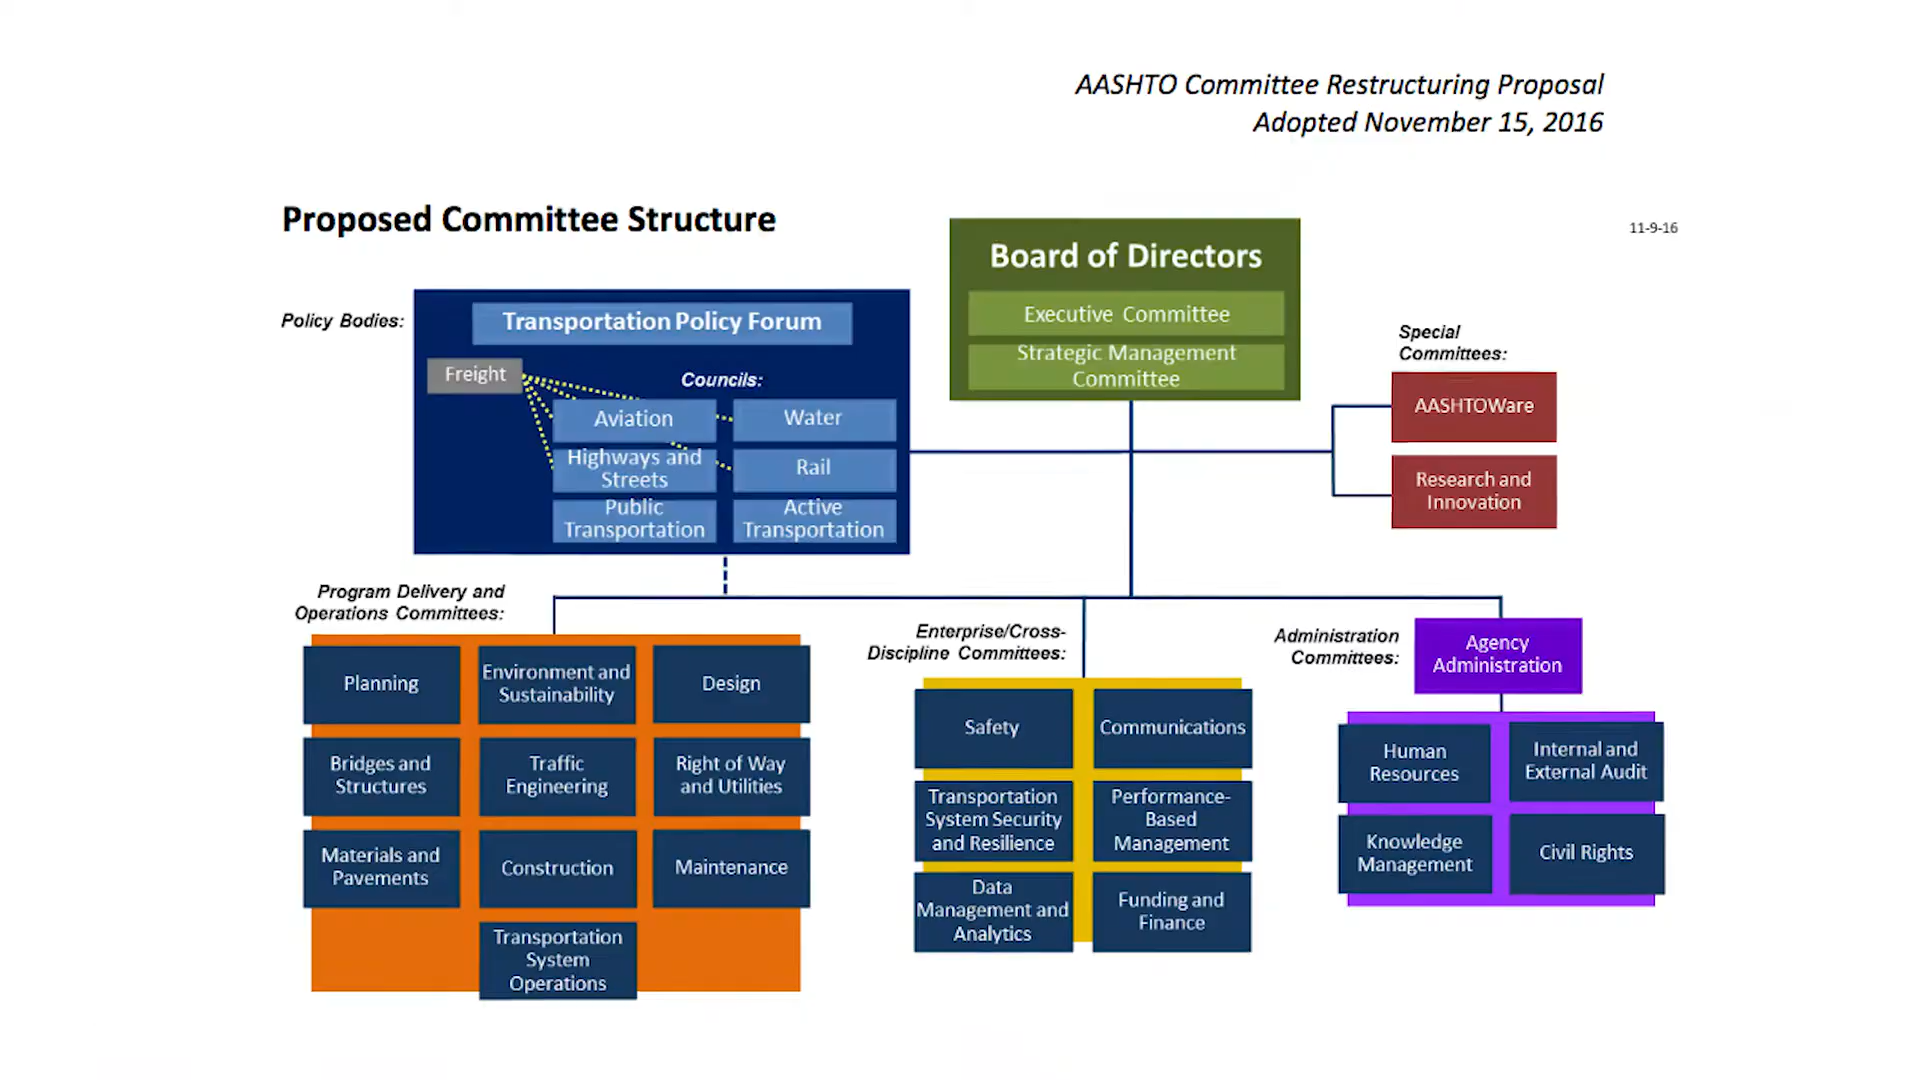 AASHTO Committee Restructuring Proposal
Adopted November 15, 2016
Proposed Committee Structure
11-9-16
Board of Directors
Executive Committee
Strategic Management
Committee
Policy Bodies:
Transportation Policy Forum
Freight
Councils:
Aviation
Water
Highways and
Streets
Rail
Public
Transportation
Active
Transportation
Special
Committees:
AASHTOWare
Research and
Innovation
Program Delivery and
Operations Committees:
Planning
Environment and
Sustainability
Design
Bridges and
Structures
Traffic
Engineering
Right of Way
and Utilities
Materials and
Pavements
Construction
Maintenance
Transportation
System
Operations
Enterprise/Cross-
Discipline Committees:
Safety
Communications
Transportation
System Security
and Resilience
Performance-
Based
Management
Data
Management and
Analytics
Funding and
Finance
Administration
Committees:
Agency
Administration
Human
Resources
Internal and
External Audit
Knowledge
Management
Civil Rights